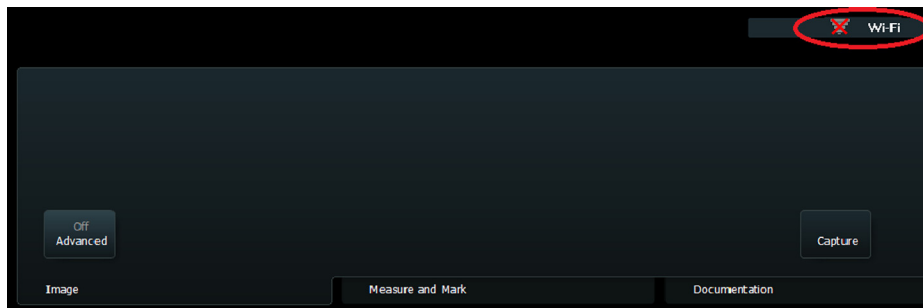 Wi-Fi
Off
Advanced
Capture
Image
Measure and Mark
Documentation